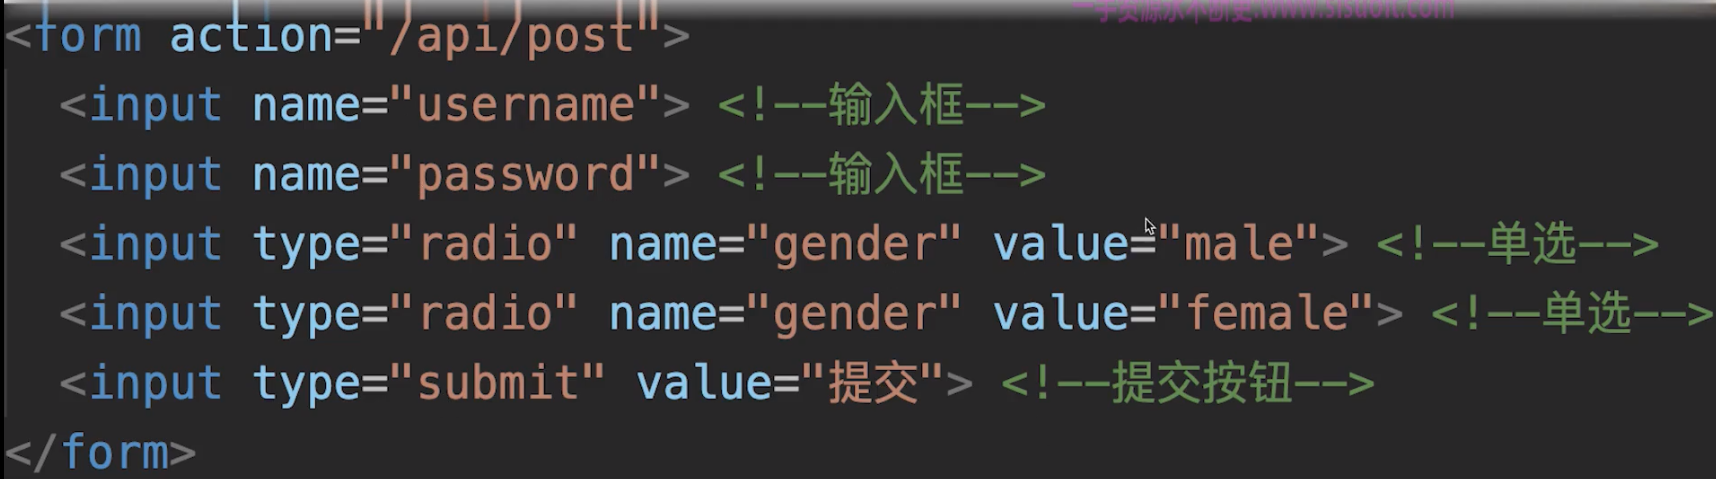 <form action="/api/post">
<input name="username"> <!--输入框-->
<input name="password"> <!--输入框-->
<input type="radio" name="gender" value="male"> <!--单选-->
<input type="radio" name="gender" value="female"> <!--单选-->
<input type="submit" value="提交"> <!--提交按钮-->
</form>